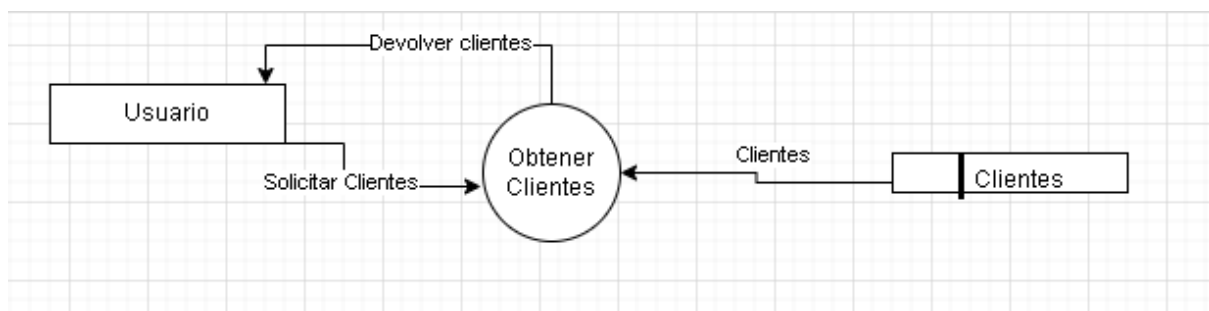 Devolver clientes
Usuario
Solicitar Clientes
Obtener
Clientes
Clientes
Clientes